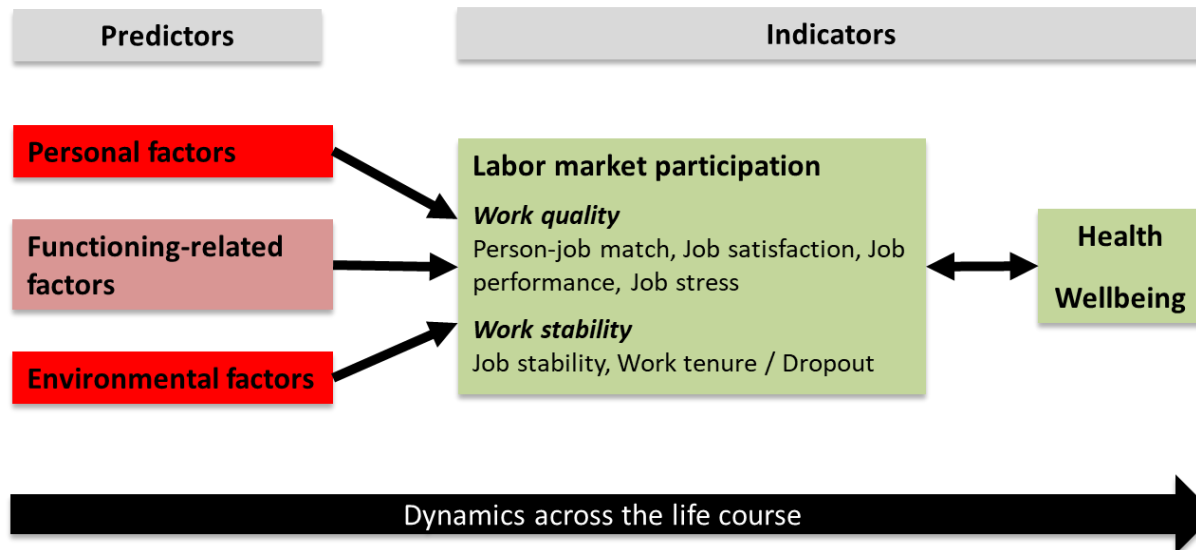 Predictors
Indicators
Personal factors
Functioning-related
factors
Environmental factors
Labor market participation
Work quality
Person-job match, Job satisfaction, Job
performance, Job stress
Work stability
Job stability, Work tenure / Dropout
Health
Wellbeing
Dynamics across the life course